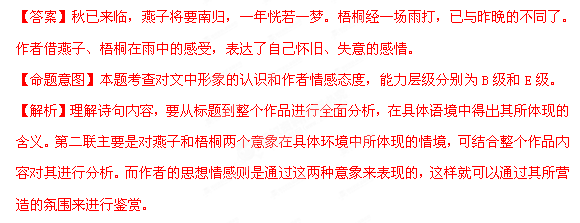 【答案】秋已来临，燕子将要南归，一年恍若一梦。梧桐经一场雨打，已与昨晚的不同了。
作者借燕子、梧桐在雨中的感受，表达了自己怀旧、失意的感情。
【命题意图】本题考查对文中形象的认识和作者情感态度，能力层级分别为 B 级和 E 级。
【解析】理解诗句内容，要从标题到整个作品进行全面分析，在具体语境中得出其所体现的
含义。第二联主要是对燕子和梧桐两个意象在具体环境中所体现的情境，可结合整个作品内
容对其进行分析。而作者的思想情感则是通过这两种意象来表现的，这样就可以通过其所营
造的氛围来进行鉴赏。